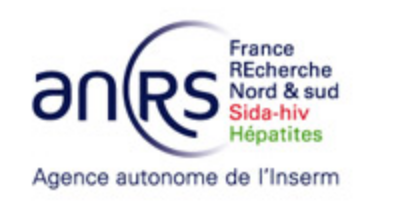 anRS
France
REcherche
Nord & sud
Sida-hiv
Hépatites
Agence autonome de l'Inserm